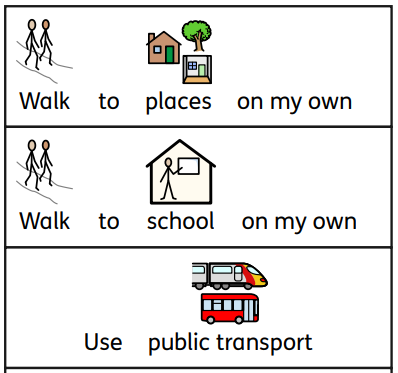 Walk to places on my own
Walk to school on my own
Use public transport